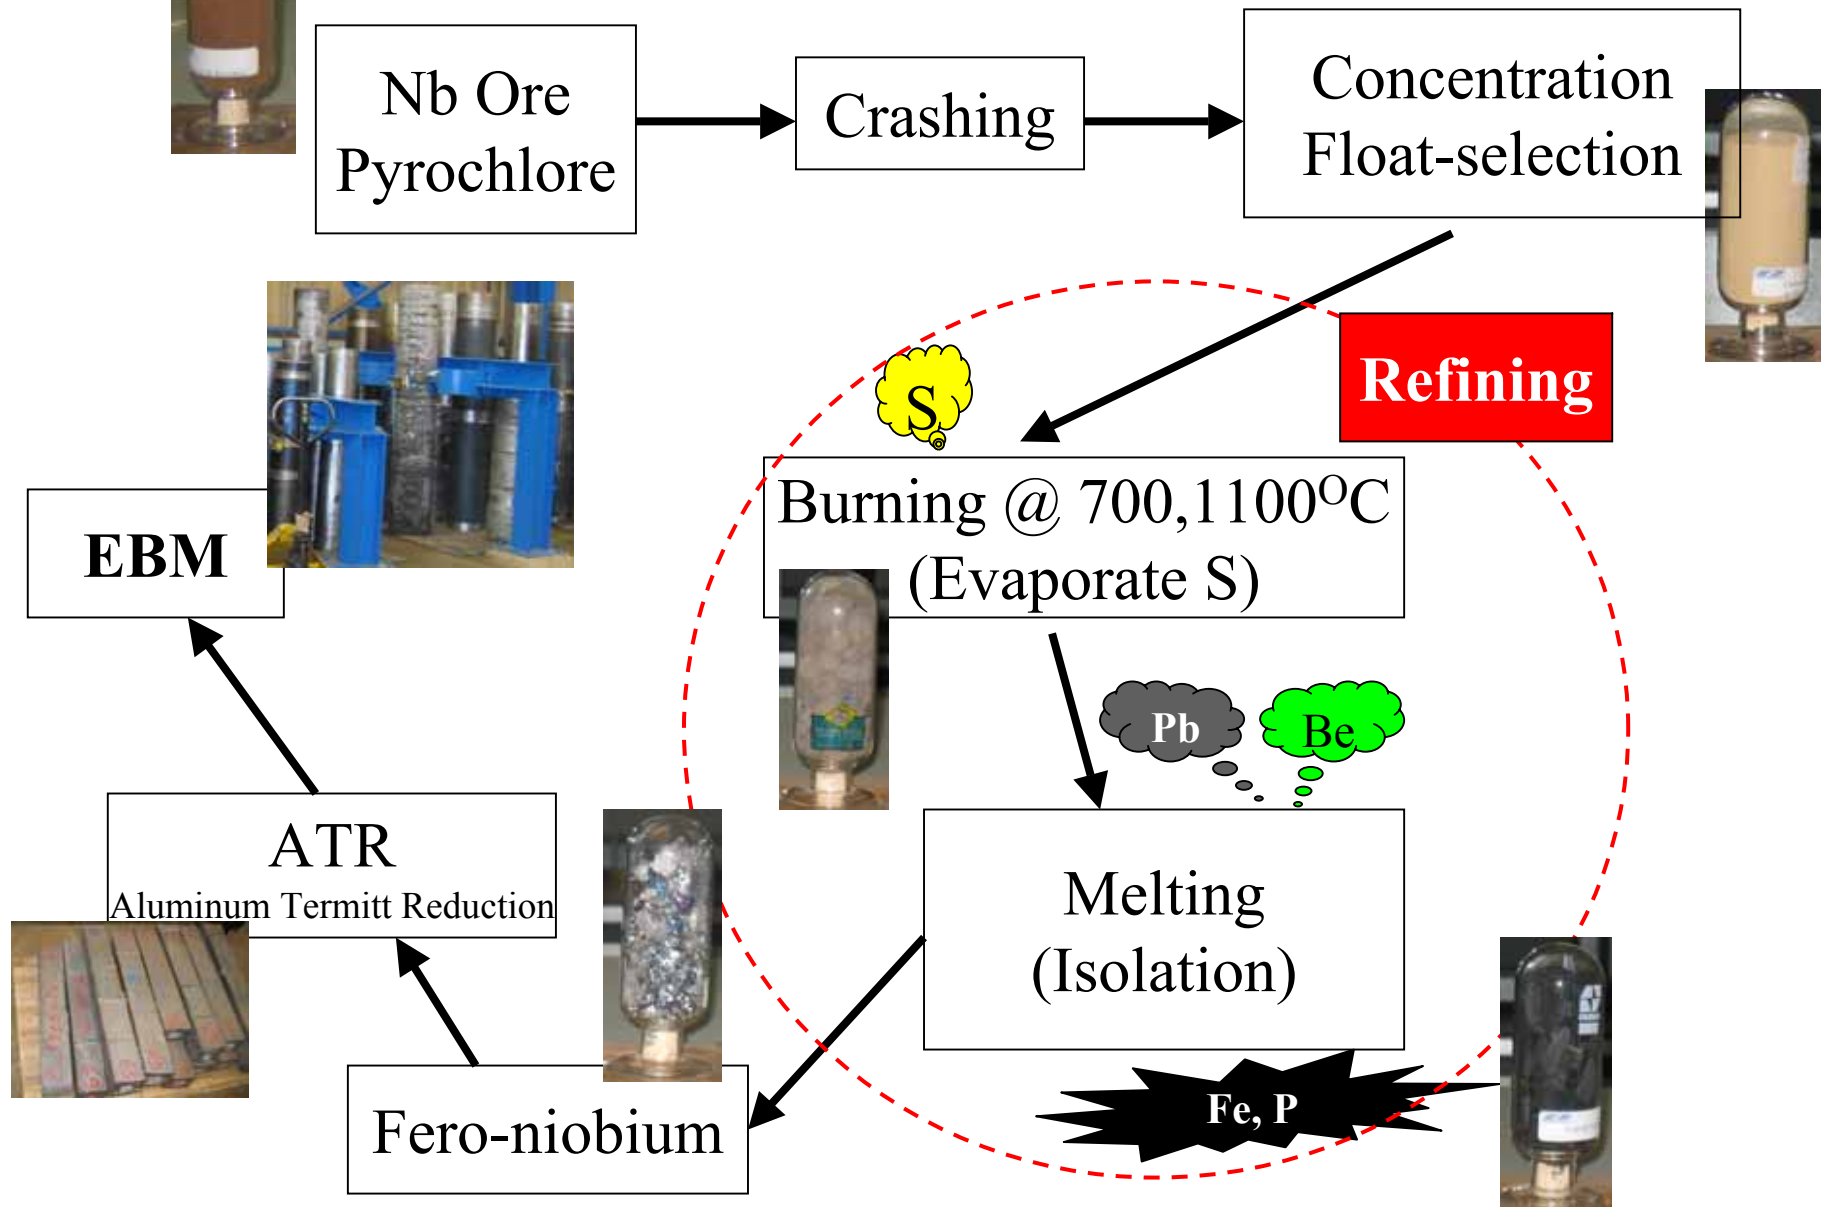 Nb Ore
Pyrochlore
Crashing
Concentration
Float-selection
Refining
S
Burning @ 700,1100ᴼC
(Evaporate S)
EBM
Pb
Be
ATR
Aluminum Termitt Reduction
Melting
(Isolation)
Fe, P
Fero-niobium